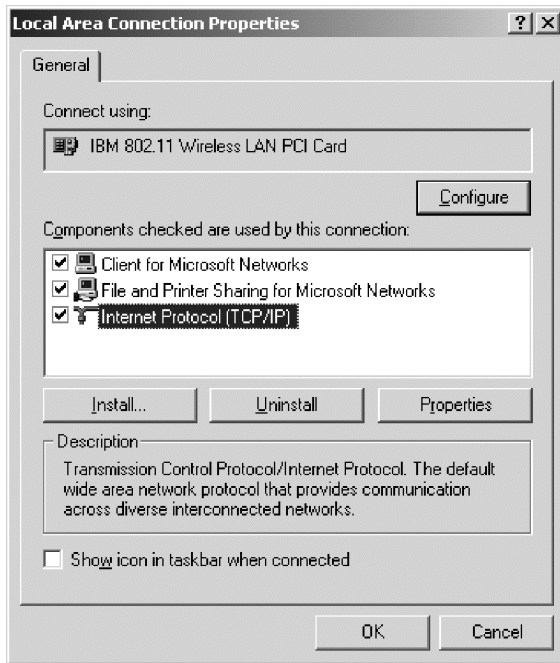 Local Area Connection Properties
General
Connect using:
IBM 802.11 Wireless LAN PCI Card
Configure
Components checked are used by this connection:
Client for Microsoft Networks
File and Printer Sharing for Microsoft Networks
Internet Protocol (TCP/IP)
Install... Uninstall Properties
Description
Transmission Control Protocol/Internet Protocol. The default
wide area network protocol that provides communication
across diverse interconnected networks.
Show icon in taskbar when connected
OK Cancel